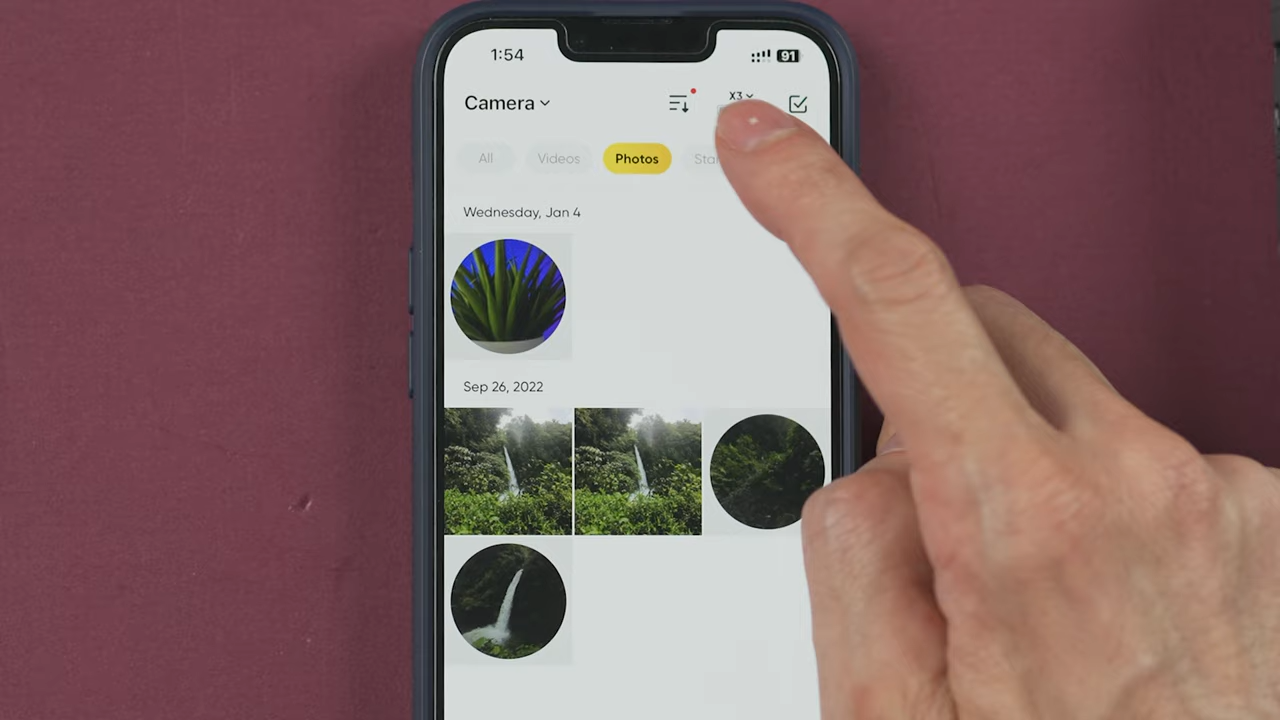 1:54
91
Camera
X3
All
Videos
Photos
Wednesday, Jan 4
Sep 26, 2022